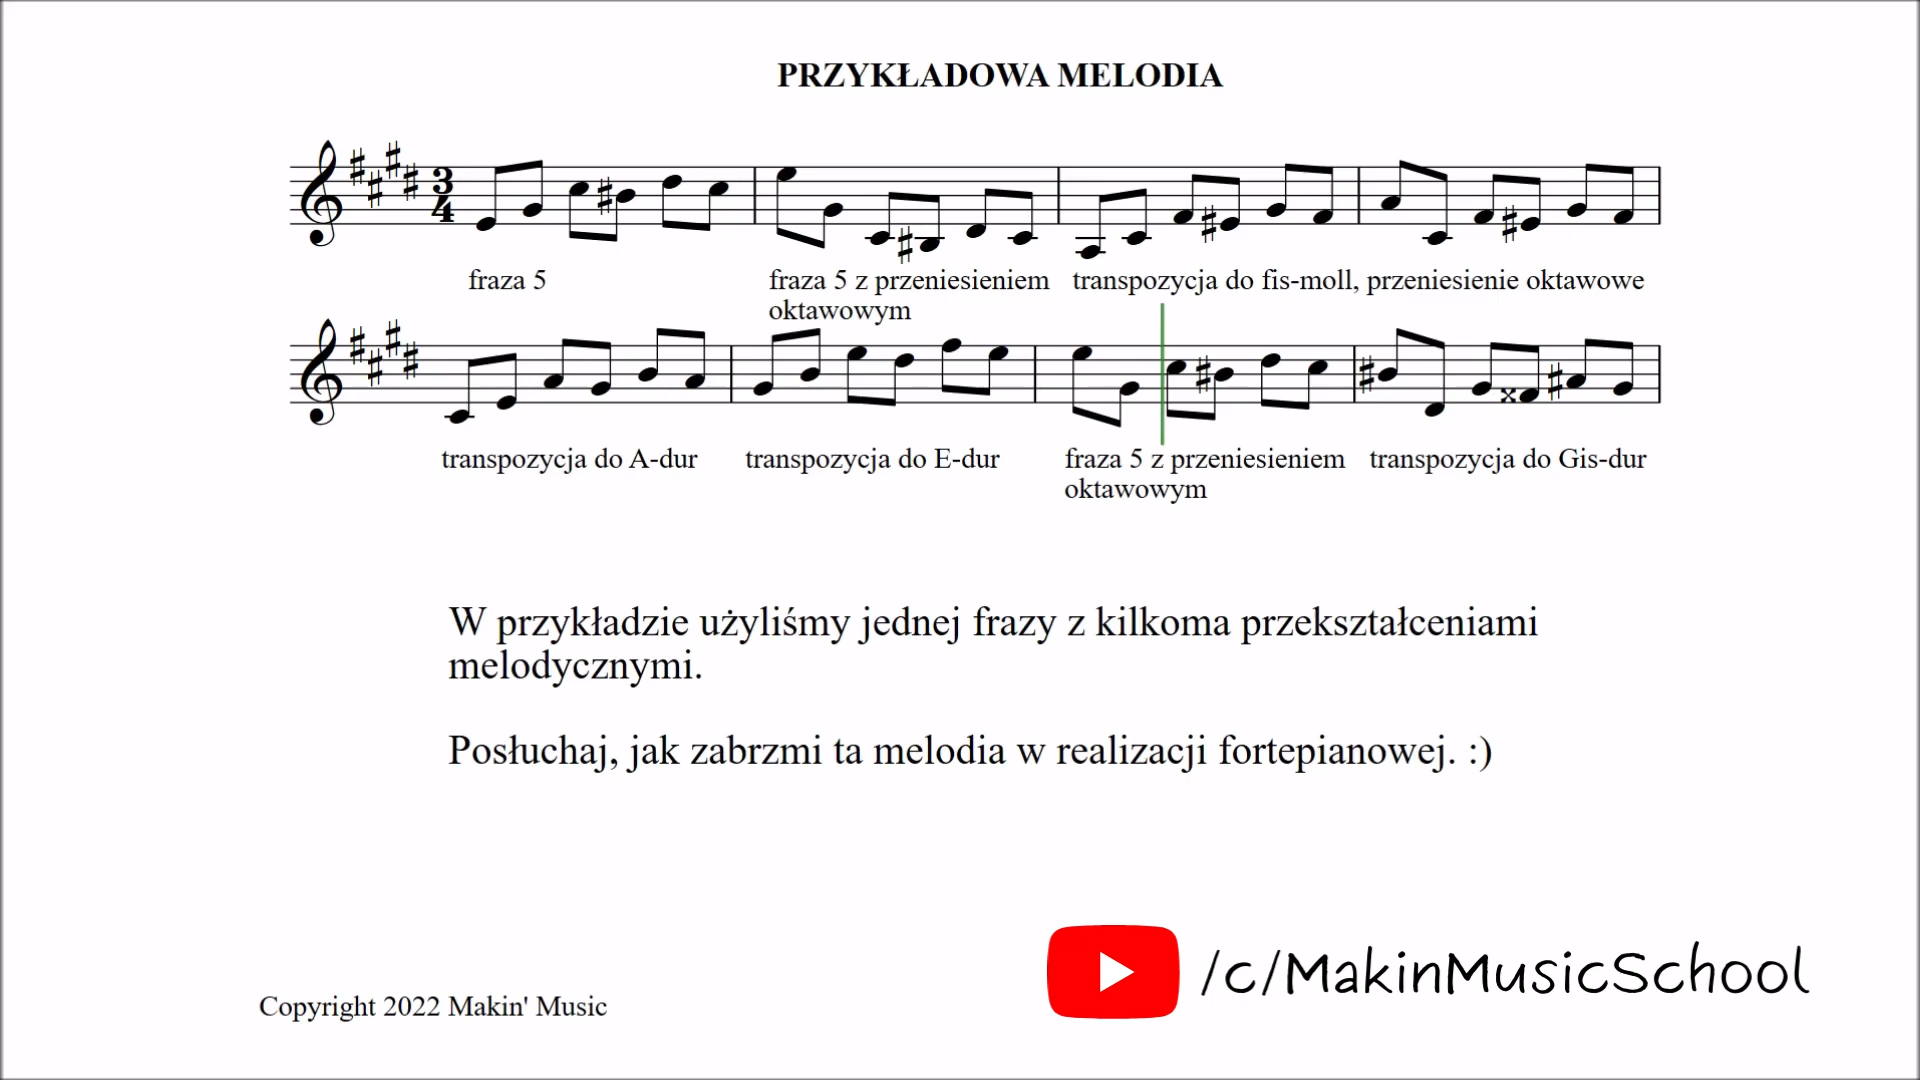 PRZYKŁADOWA MELODIA
3
4
fraza 5
fraza 5 z przeniesieniem
oktawowym
transpozycja do fis-moll, przeniesienie oktawowe
transpozycja do A-dur
transpozycja do E-dur
fraza 5 z przeniesieniem
oktawowym
transpozycja do Gis-dur
W przykładzie użyliśmy jednej frazy z kilkoma przekształceniami
melodycznymi.
Posłuchaj, jak zabrzmi ta melodia w realizacji fortepianowej. :)
/c/MakinMusicSchool
Copyright 2022 Makin' Music